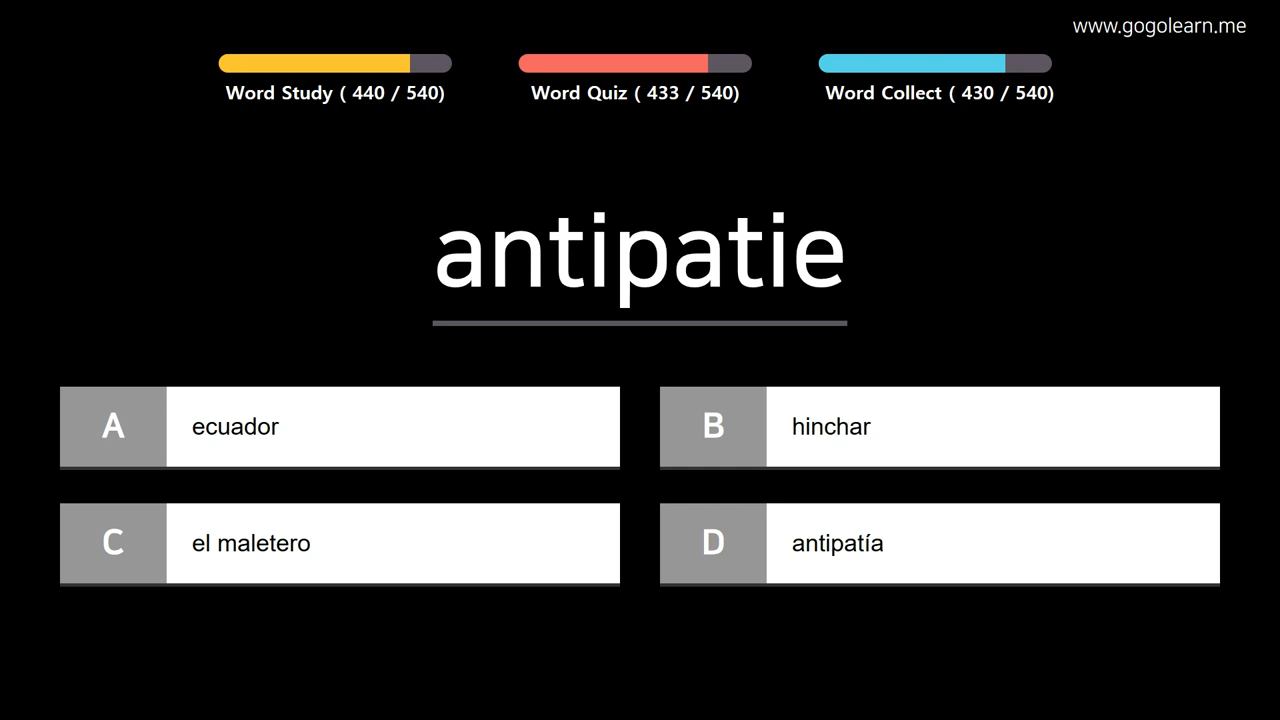 www.gogolearn.me
Word Study ( 440 / 540)
Word Quiz ( 433 / 540)
Word Collect ( 430 / 540)
antipatie
A
ecuador
B
hinchar
C
el maletero
D
antipatía